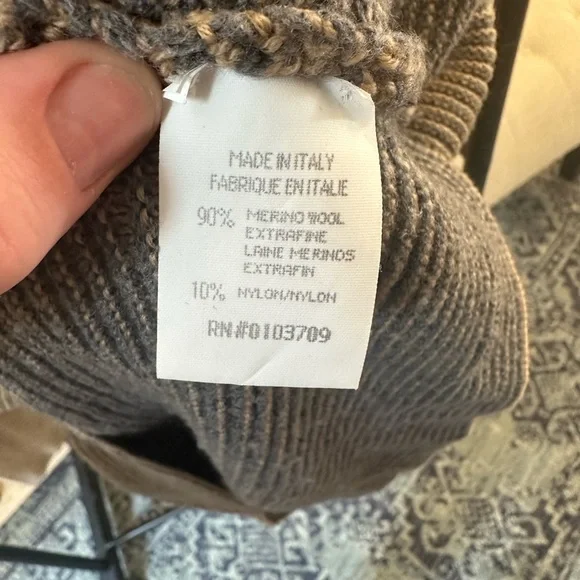 MADE IN ITALY
FABRIQUE EN ITALIE
90% MERINO WOOL
EXTRAFINE
LAINE MERINOS
EXTRAFIN
10% NYLON/NYLON
RN#0103709